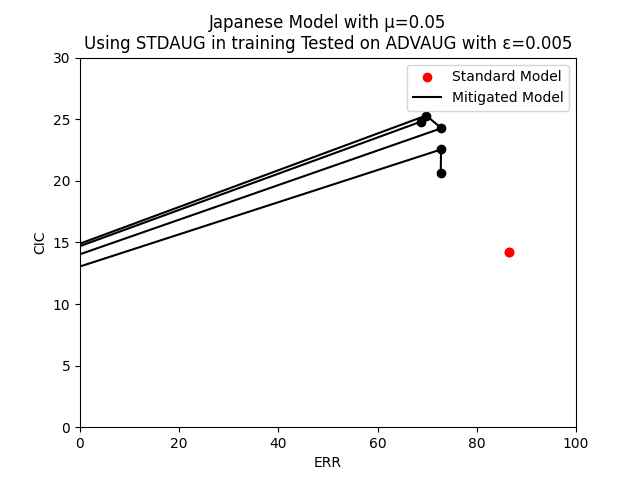 Japanese Model with μ=0.05
Using STDAUG in training Tested on ADVAUG with ε=0.005
Standard Model
Mitigated Model
30
25
20
15
10
5
0
CIC
0 20 40 60 80 100
ERR